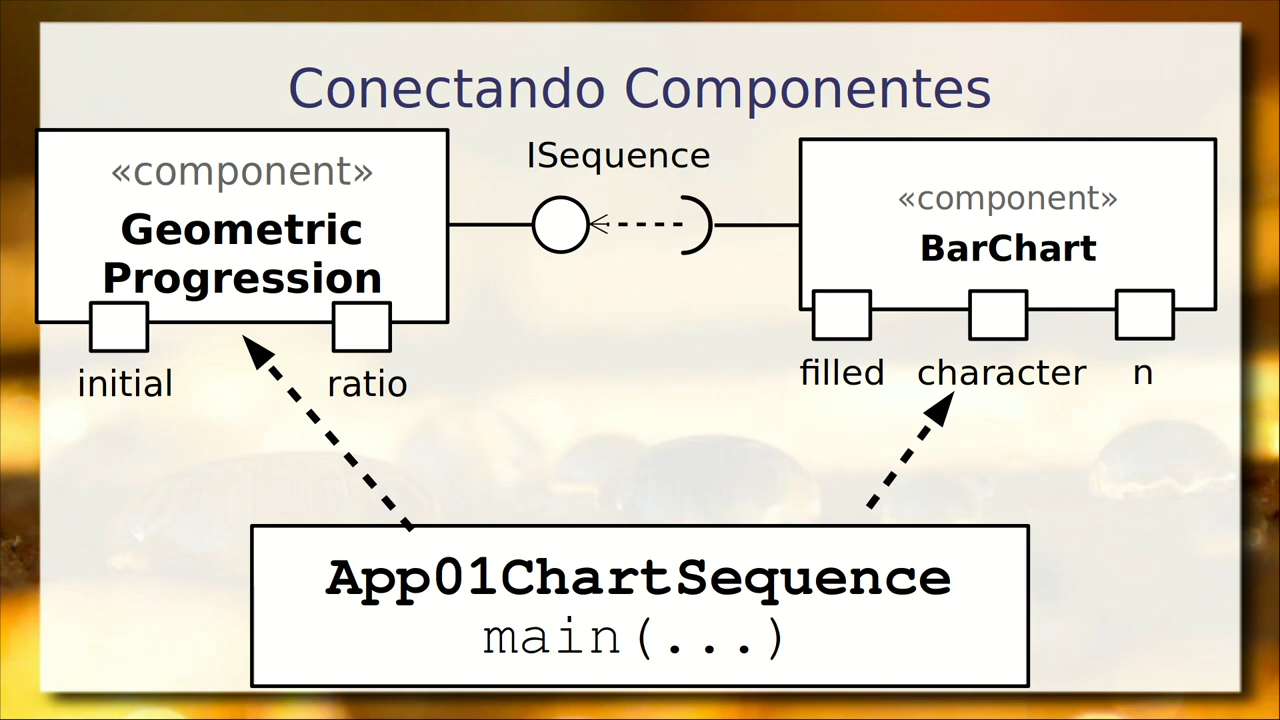 Conectando Componentes
«component»
Geometric
Progression
initial
ratio
ISequence
«component»
BarChart
filled
character
n
App01ChartSequence
main(...)